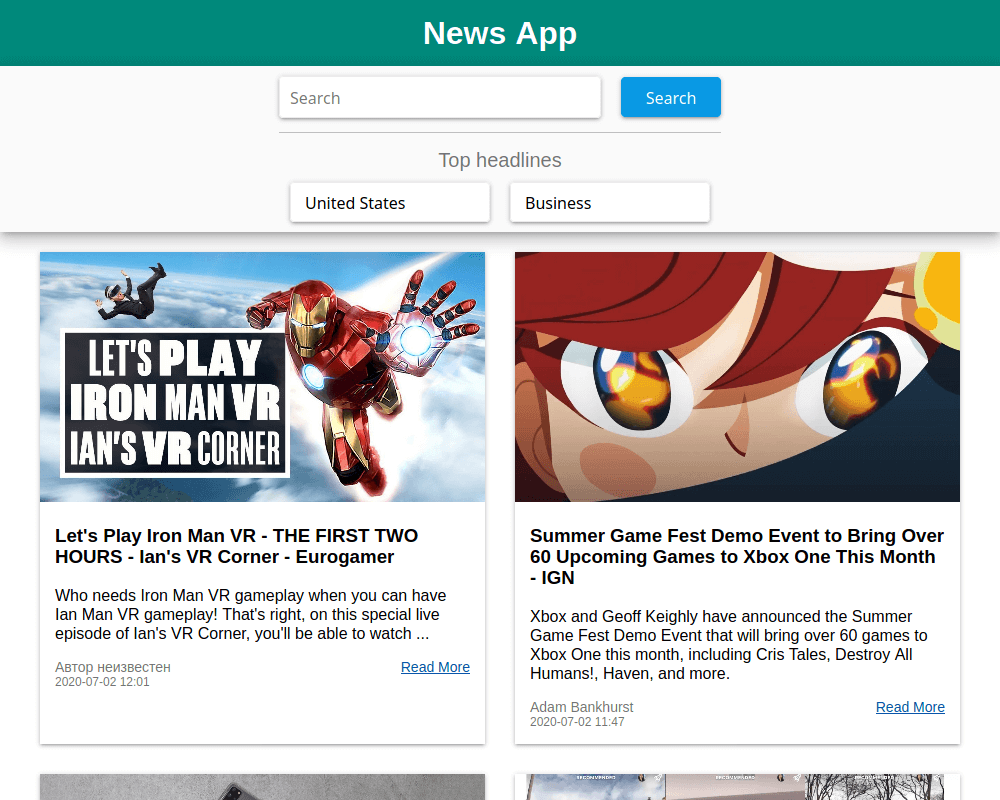 News App
Search
Search
Top headlines
United States
Business
LET'S PLAY
IRON MAN VR
IAN'S VR CORNER
Let's Play Iron Man VR - THE FIRST TWO
HOURS - Ian's VR Corner - Eurogamer
Who needs Iron Man VR gameplay when you can have
Ian Man VR gameplay! That's right, on this special live
episode of Ian's VR Corner, you'll be able to watch ...
Автор неизвестен
Read More
2020-07-02 12:01
Summer Game Fest Demo Event to Bring Over
60 Upcoming Games to Xbox One This Month
- IGN
Xbox and Geoff Keighly have announced the Summer
Game Fest Demo Event that will bring over 60 games to
Xbox One this month, including Cris Tales, Destroy All
Humans!, Haven, and more.
Adam Bankhurst
Read More
2020-07-02 11:47
RECOMMENDED
RECOMMENDED
RECOMMENDED